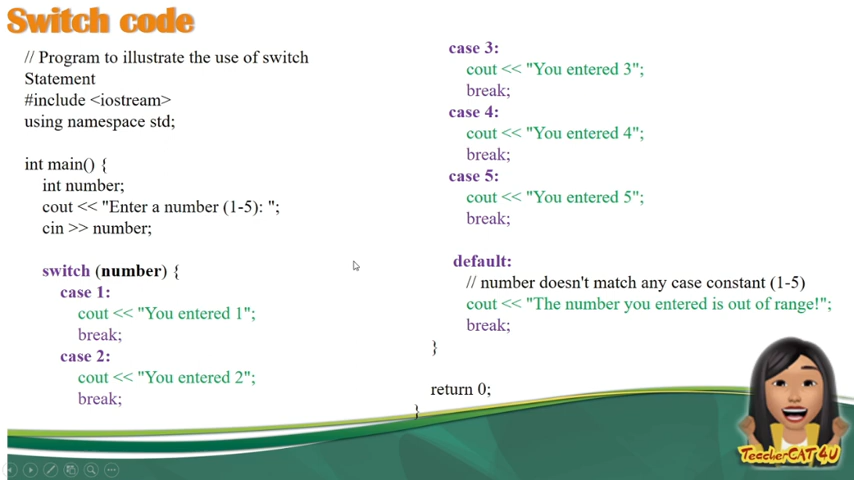 Switch code
// Program to illustrate the use of switch
Statement
#include <iostream>
using namespace std;
int main() {
int number;
cout << "Enter a number (1-5): ";
cin >> number;
switch (number) {
case 1:
cout << "You entered 1";
break;
case 2:
cout << "You entered 2";
break;
case 3:
cout << "You entered 3";
break;
case 4:
cout << "You entered 4";
break;
case 5:
cout << "You entered 5";
break;
default:
// number doesn't match any case constant (1-5)
cout << "The number you entered is out of range!";
break;
}
return 0;
}
TeacherCAT4U